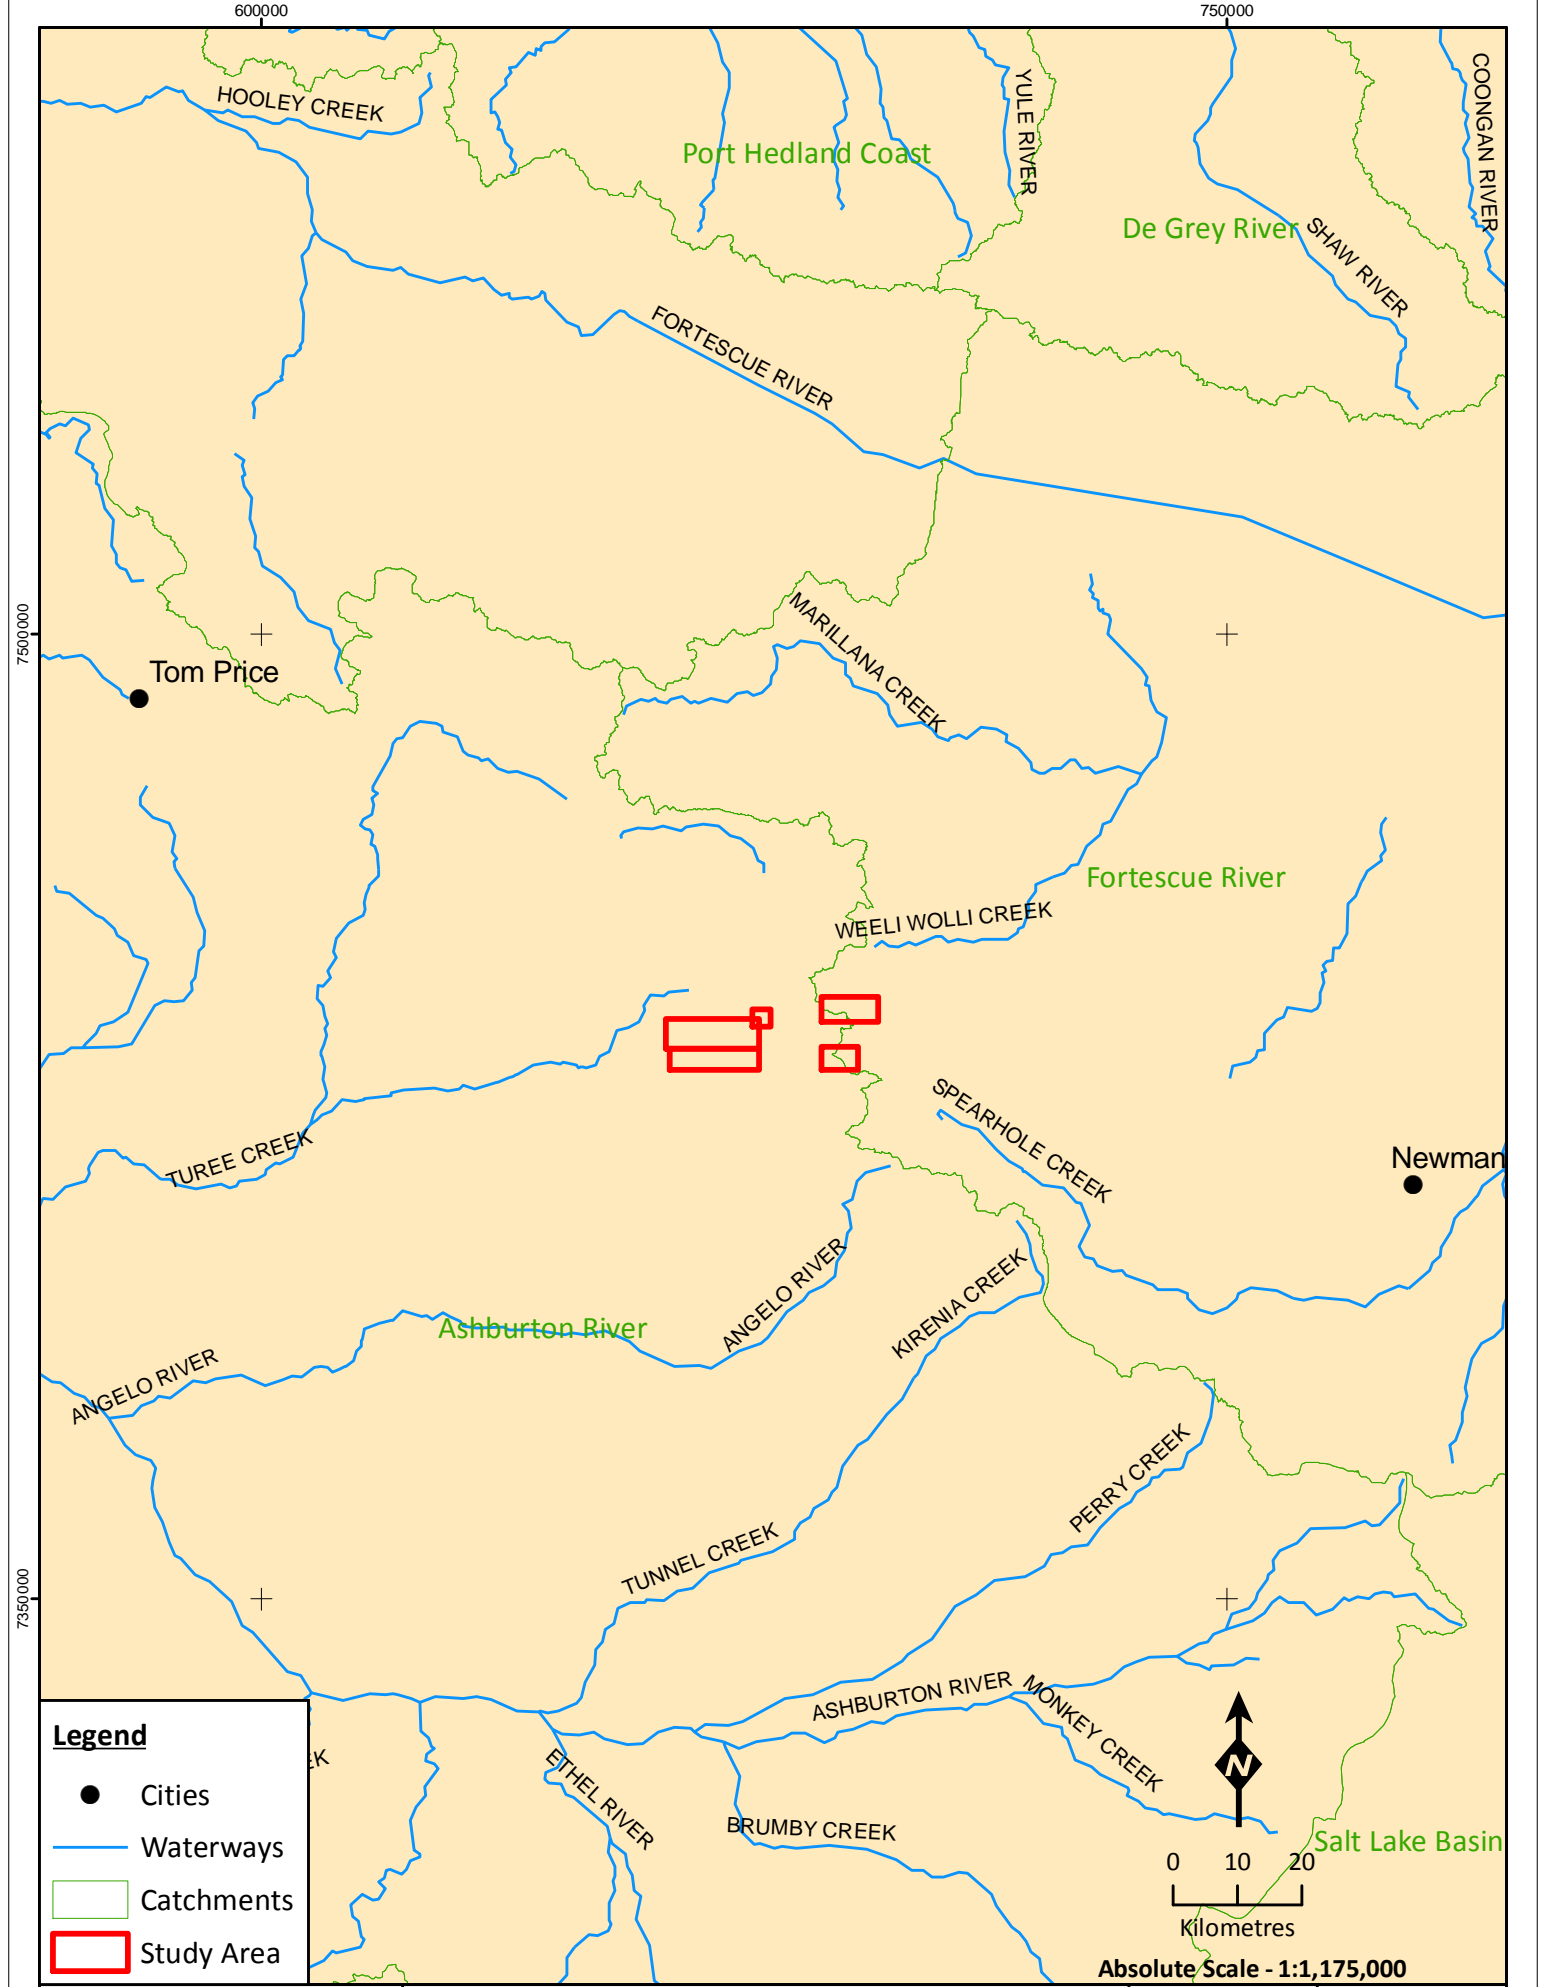 600000
750000
HOOLEY CREEK
YULE RIVER
COONGAN RIVER
Port Hedland Coast
De Grey River
SHAW RIVER
FORTESCUE RIVER
7500000
MARILLANA CREEK
Tom Price
Fortescue River
WEELI WOLLI CREEK
SPEARHOLE CREEK
TUREE CREEK
Newman
ANGELO RIVER
KIRENIA CREEK
Ashburton River
ANGELO RIVER
PERRY CREEK
TUNNEL CREEK
7350000
ASHBURTON RIVER
MONKEY CREEK
ETHEL RIVER
BRUMBY CREEK
Salt Lake Basin
EK
Legend
Cities
Waterways
Catchments
Study Area
N
0 10 20
Kilometres
Absolute Scale - 1:1,175,000